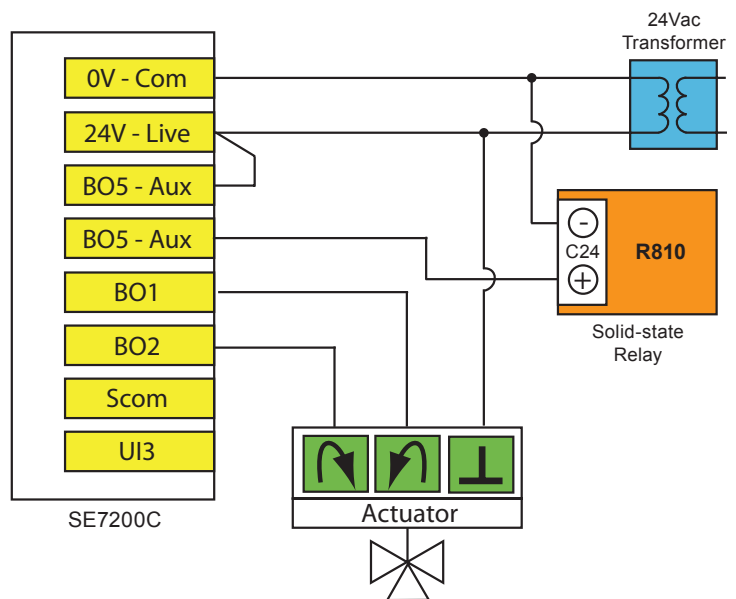 24Vac
Transformer
0V - Com
24V - Live
BO5 - Aux
BO5 - Aux
BO1
BO2
Scom
UI3
SE7200C
-
C24
+
R810
Solid-state
Relay
Actuator